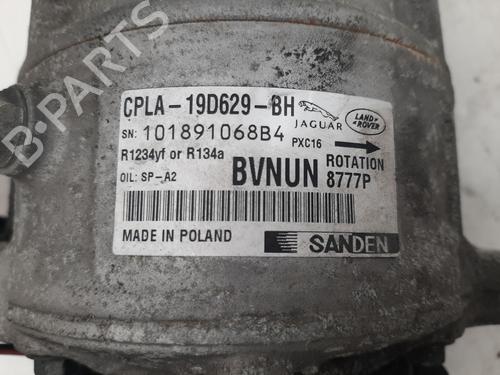 B-PARTS
CPLA-19D629-BH
SN: 101891068B4
JAGUAR
LAND ROVER
PXC16
R1234yf or R134a
ROTATION
OIL: SP-A2
BVNUN
8777P
MADE IN POLAND
SANDEN